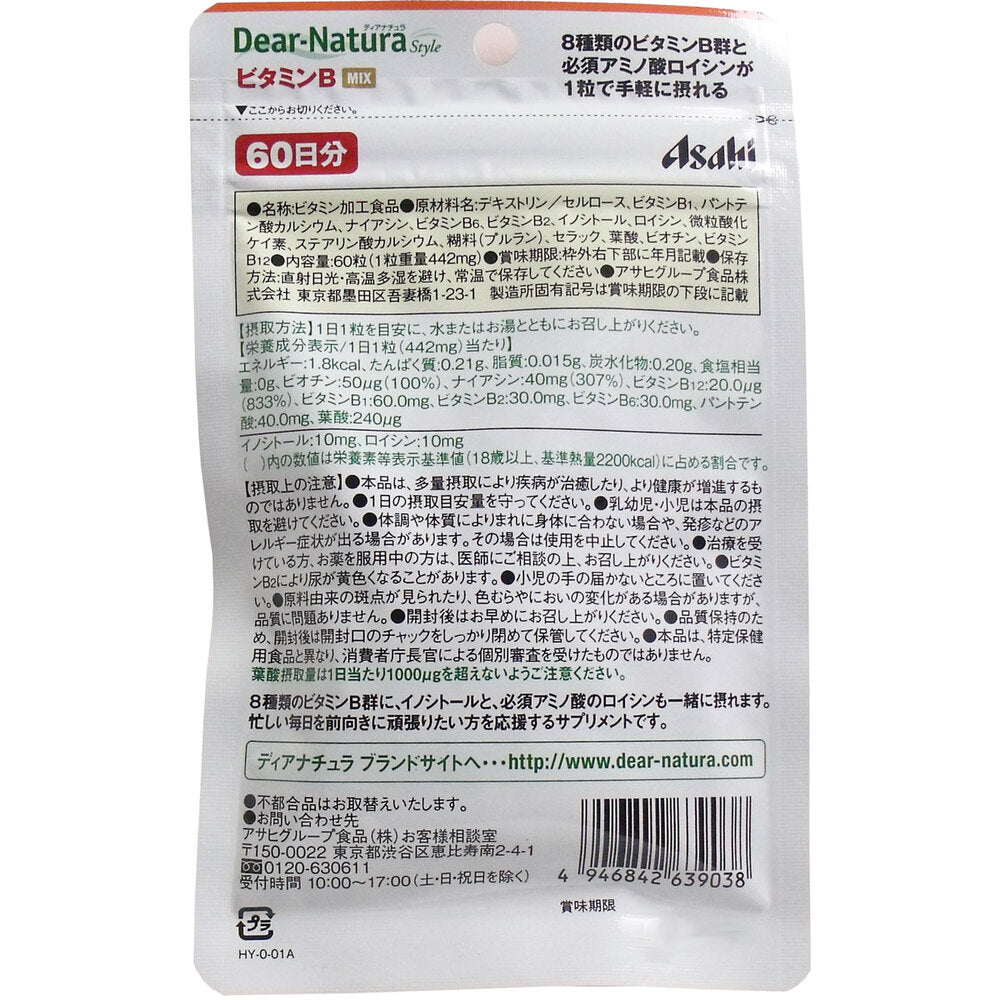 ディアナチュラ
Dear-Natura Style
ビタミンB MIX
8種類のビタミンB群と
必須アミノ酸ロイシンが
1粒で手軽に摂れる
▼ここからお切りください。
60日分
Asahi
●名称:ビタミン加工食品●原材料名:デキストリン/セルロース、ビタミンB1、パントテ
ン酸カルシウム、ナイアシン、ビタミンB6、ビタミンB2、イノシトール、ロイシン、微粒酸化
ケイ素、ステアリン酸カルシウム、糊料(プルラン)、セラック、葉酸、ビオチン、ビタミン
B12●内容量:60粒(1粒重量442mg)●賞味期限:枠外右下部に年月記載●保存
方法:直射日光・高温多湿を避け、常温で保存してください●アサヒグループ食品株
式会社 東京都墨田区吾妻橋1-23-1 製造所固有記号は賞味期限の下段に記載
【摂取方法】1日1粒を目安に、水またはお湯とともにお召し上がりください。
【栄養成分表示/1日1粒(442mg)当たり】
エネルギー:1.8kcal、たんぱく質:0.21g、脂質:0.015g、炭水化物:0.20g、食塩相当
量:0g、ビオチン:50μg(100%)、ナイアシン:40mg(307%)、ビタミンB12:20.0μg
(833%)、ビタミンB1:60.0mg、ビタミンB2:30.0mg、ビタミンB6:30.0mg、パントテン
酸:40.0mg、葉酸:240μg
イノシトール:10mg、ロイシン:10mg
( )内の数値は栄養素等表示基準値(18歳以上、基準熱量2200kcal)に占める割合です。
【摂取上の注意】●本品は、多量摂取により疾病が治癒したり、より健康が増進するも
のではありません。●1日の摂取目安量を守ってください。●乳幼児・小児は本品の摂
取を避けてください。●体調や体質によりまれに身体に合わない場合や、発疹などのア
レルギー症状が出る場合があります。その場合は使用を中止してください。●治療を受
けている方、お薬を服用中の方は、医師にご相談の上、お召し上がりください。●ビタミ
ンB2により尿が黄色くなることがあります。●小児の手の届かないところに置いてくださ
い。●原料由来の斑点が見られたり、色むらやにおいの変化がある場合がありますが、
品質に問題ありません。●開封後はお早めにお召し上がりください。●品質保持のた
め、開封後は開封口のチャックをしっかり閉めて保管してください。●本品は、特定保健
用食品と異なり、消費者庁長官による個別審査を受けたものではありません。
葉酸摂取量は1日当たり1000μgを超えないようご注意ください。
8種類のビタミンB群に、イノシトールと、必須アミノ酸のロイシンも一緒に摂れます。
忙しい毎日を前向きに頑張りたい方を応援するサプリメントです。
ディアナチュラ ブランドサイトへ・・・http://www.dear-natura.com
●不都合品はお取替えいたします。
●お問い合わせ先
アサヒグループ食品(株)お客様相談室
〒150-0022 東京都渋谷区恵比寿南2-4-1
0120-630611
受付時間 10:00〜17:00(土・日・祝日を除く)
4 946842 639038
賞味期限
プラ
HY-0-01A